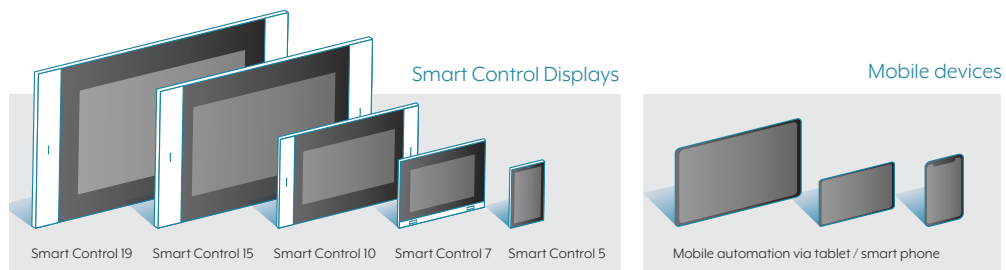 Smart Control Displays
Mobile devices
Smart Control 19
Smart Control 15
Smart Control 10
Smart Control 7
Smart Control 5
Mobile automation via tablet / smart phone